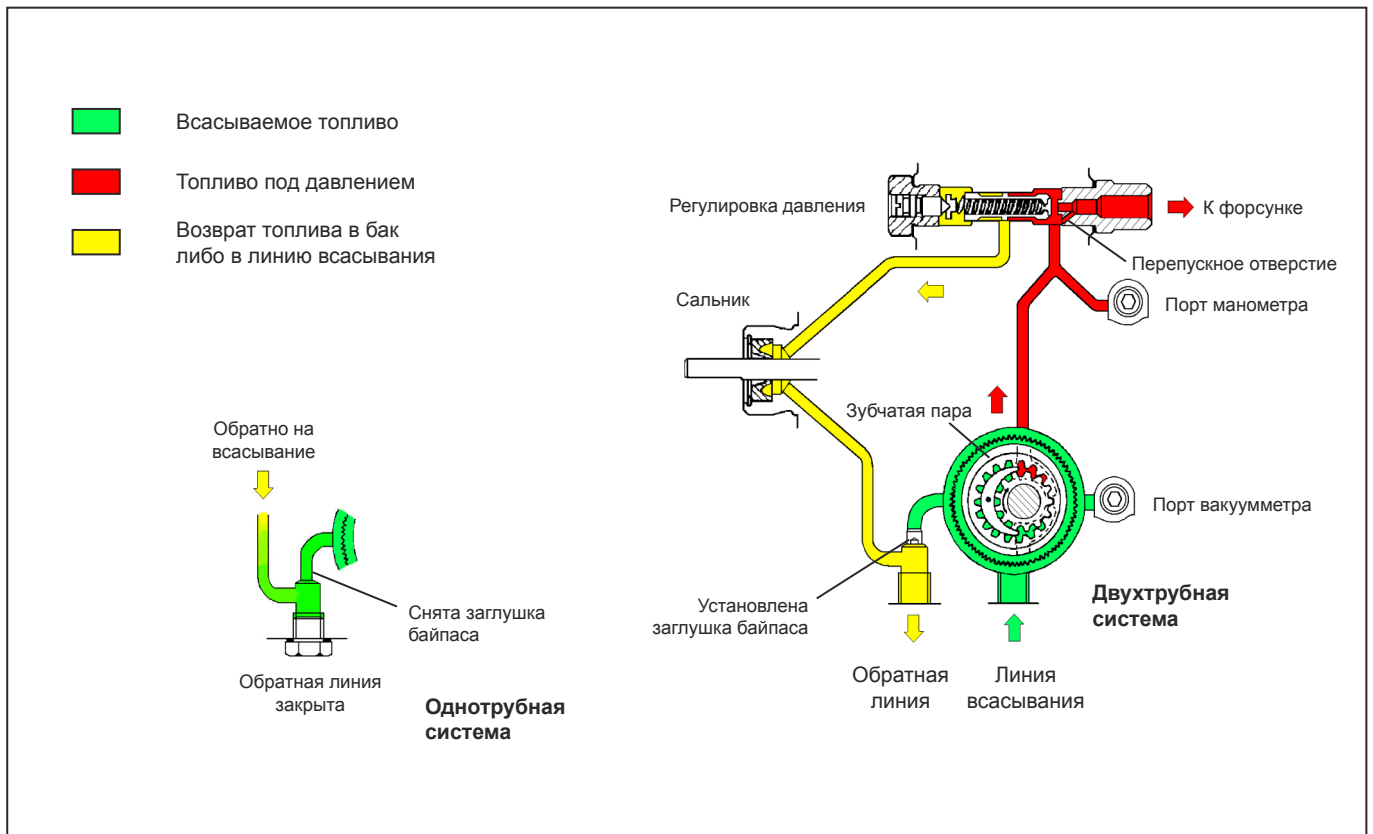 Всасываемое топливо
Топливо под давлением
Возврат топлива в бак
либо в линию всасывания
Регулировка давления
К форсунке
Перепускное отверстие
Порт манометра
Сальник
Зубчатая пара
Порт вакуумметра
Установлена
заглушка байпаса
Двухтрубная
система
Обратная
линия
Линия
всасывания
Обратно на
всасывание
Снята заглушка
байпаса
Обратная линия
закрыта
Однотрубная
система